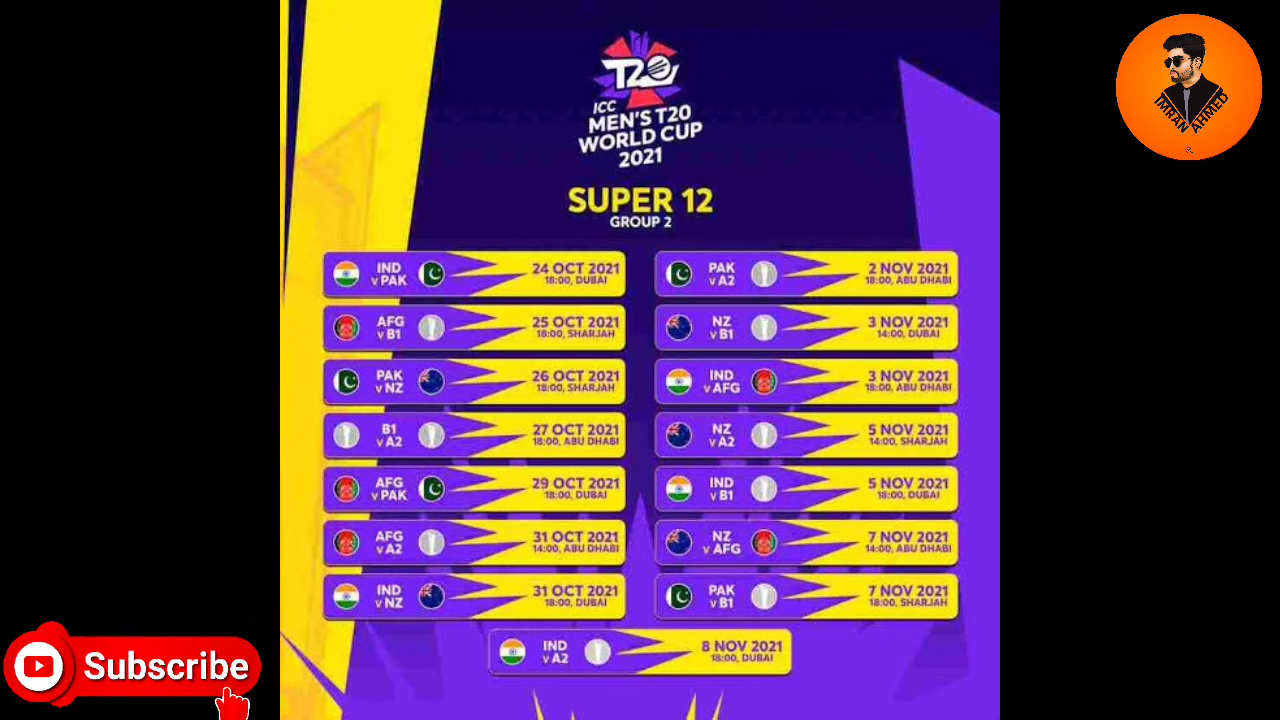 T20
ICC
MEN'S T20
WORLD CUP
2021
SUPER 12
GROUP 2
IND
v PAK
24 OCT 2021
18:00, DUBAI
AFG
v B1
25 OCT 2021
18:00, SHARJAH
PAK
v NZ
26 OCT 2021
18:00, SHARJAH
B1
v A2
27 OCT 2021
18:00, ABU DHABI
AFG
v PAK
29 OCT 2021
18:00, DUBAI
AFG
v A2
31 OCT 2021
14:00, ABU DHABI
IND
v NZ
31 OCT 2021
18:00, DUBAI
PAK
v A2
2 NOV 2021
18:00, ABU DHABI
NZ
v B1
3 NOV 2021
14:00, DUBAI
IND
v AFG
3 NOV 2021
18:00, ABU DHABI
NZ
v A2
5 NOV 2021
14:00, SHARJAH
IND
v B1
5 NOV 2021
18:00, DUBAI
NZ
v AFG
7 NOV 2021
14:00, ABU DHABI
PAK
v B1
7 NOV 2021
18:00, SHARJAH
IND
v A2
8 NOV 2021
18:00, DUBAI
IMRAN AHMED
Subscribe